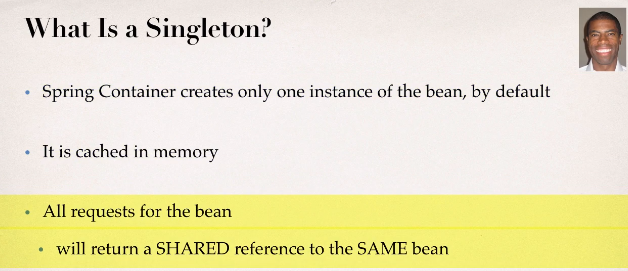 What Is a Singleton?
• Spring Container creates only one instance of the bean, by default
• It is cached in memory
• All requests for the bean
• will return a SHARED reference to the SAME bean